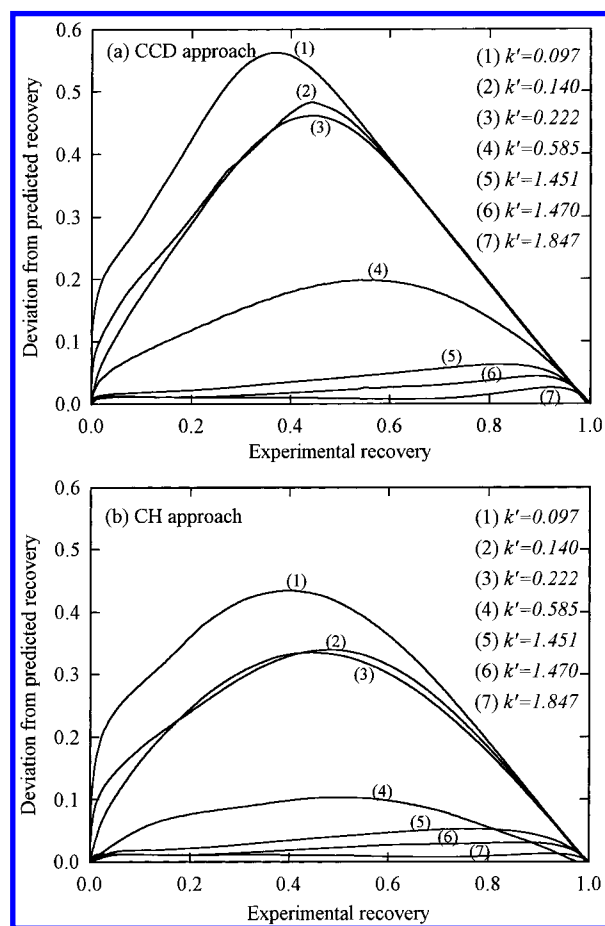 (a) CCD approach
(1) k'=0.097
(2) k'=0.140
(3) k'=0.222
(4) k'=0.585
(5) k'=1.451
(6) k'=1.470
(7) k'=1.847
(1)
(2)
(3)
(4)
(5)
(6)
(7)
Deviation from predicted recovery
0.6
0.5
0.4
0.3
0.2
0.1
0.0
0.0 0.2 0.4 0.6 0.8 1.0
Experimental recovery
(b) CH approach
(1) k'=0.097
(2) k'=0.140
(3) k'=0.222
(4) k'=0.585
(5) k'=1.451
(6) k'=1.470
(7) k'=1.847
(1)
(2)
(3)
(4)
(5)
(6)
(7)
Deviation from predicted recovery
0.6
0.5
0.4
0.3
0.2
0.1
0.0
0.0 0.2 0.4 0.6 0.8 1.0
Experimental recovery